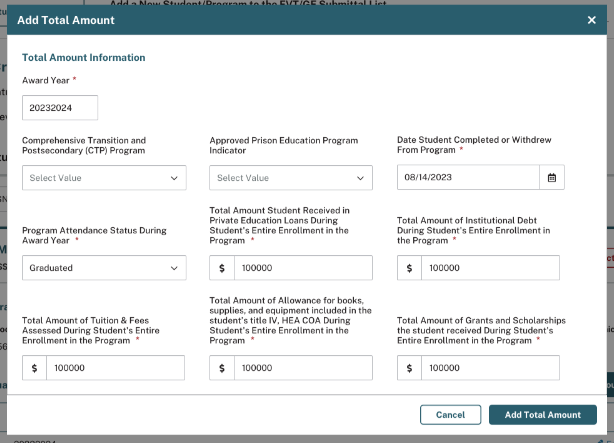 Add a New Student/Program to the FVT/GE Submittal List
Add Total Amount
Total Amount Information
Award Year *
20232024
Comprehensive Transition and
Postsecondary (CTP) Program
Select Value
Approved Prison Education Program
Indicator
Select Value
Date Student Completed or Withdrew
From Program *
08/14/2023
Program Attendance Status During
Award Year *
Graduated
Total Amount Student Received in
Private Education Loans During
Student's Entire Enrollment in the
Program *
$ 100000
Total Amount of Institutional Debt
During Student's Entire Enrollment in
the Program *
$ 100000
Total Amount of Tuition & Fees
Assessed During Student's Entire
Enrollment in the Program *
$ 100000
Total Amount of Allowance for books,
supplies, and equipment included in the
student's title IV, HEA COA During
Student's Entire Enrollment in the
Program *
$ 100000
Total Amount of Grants and Scholarships
the student received During Student's
Entire Enrollment in the Program *
$ 100000
Cancel
Add Total Amount